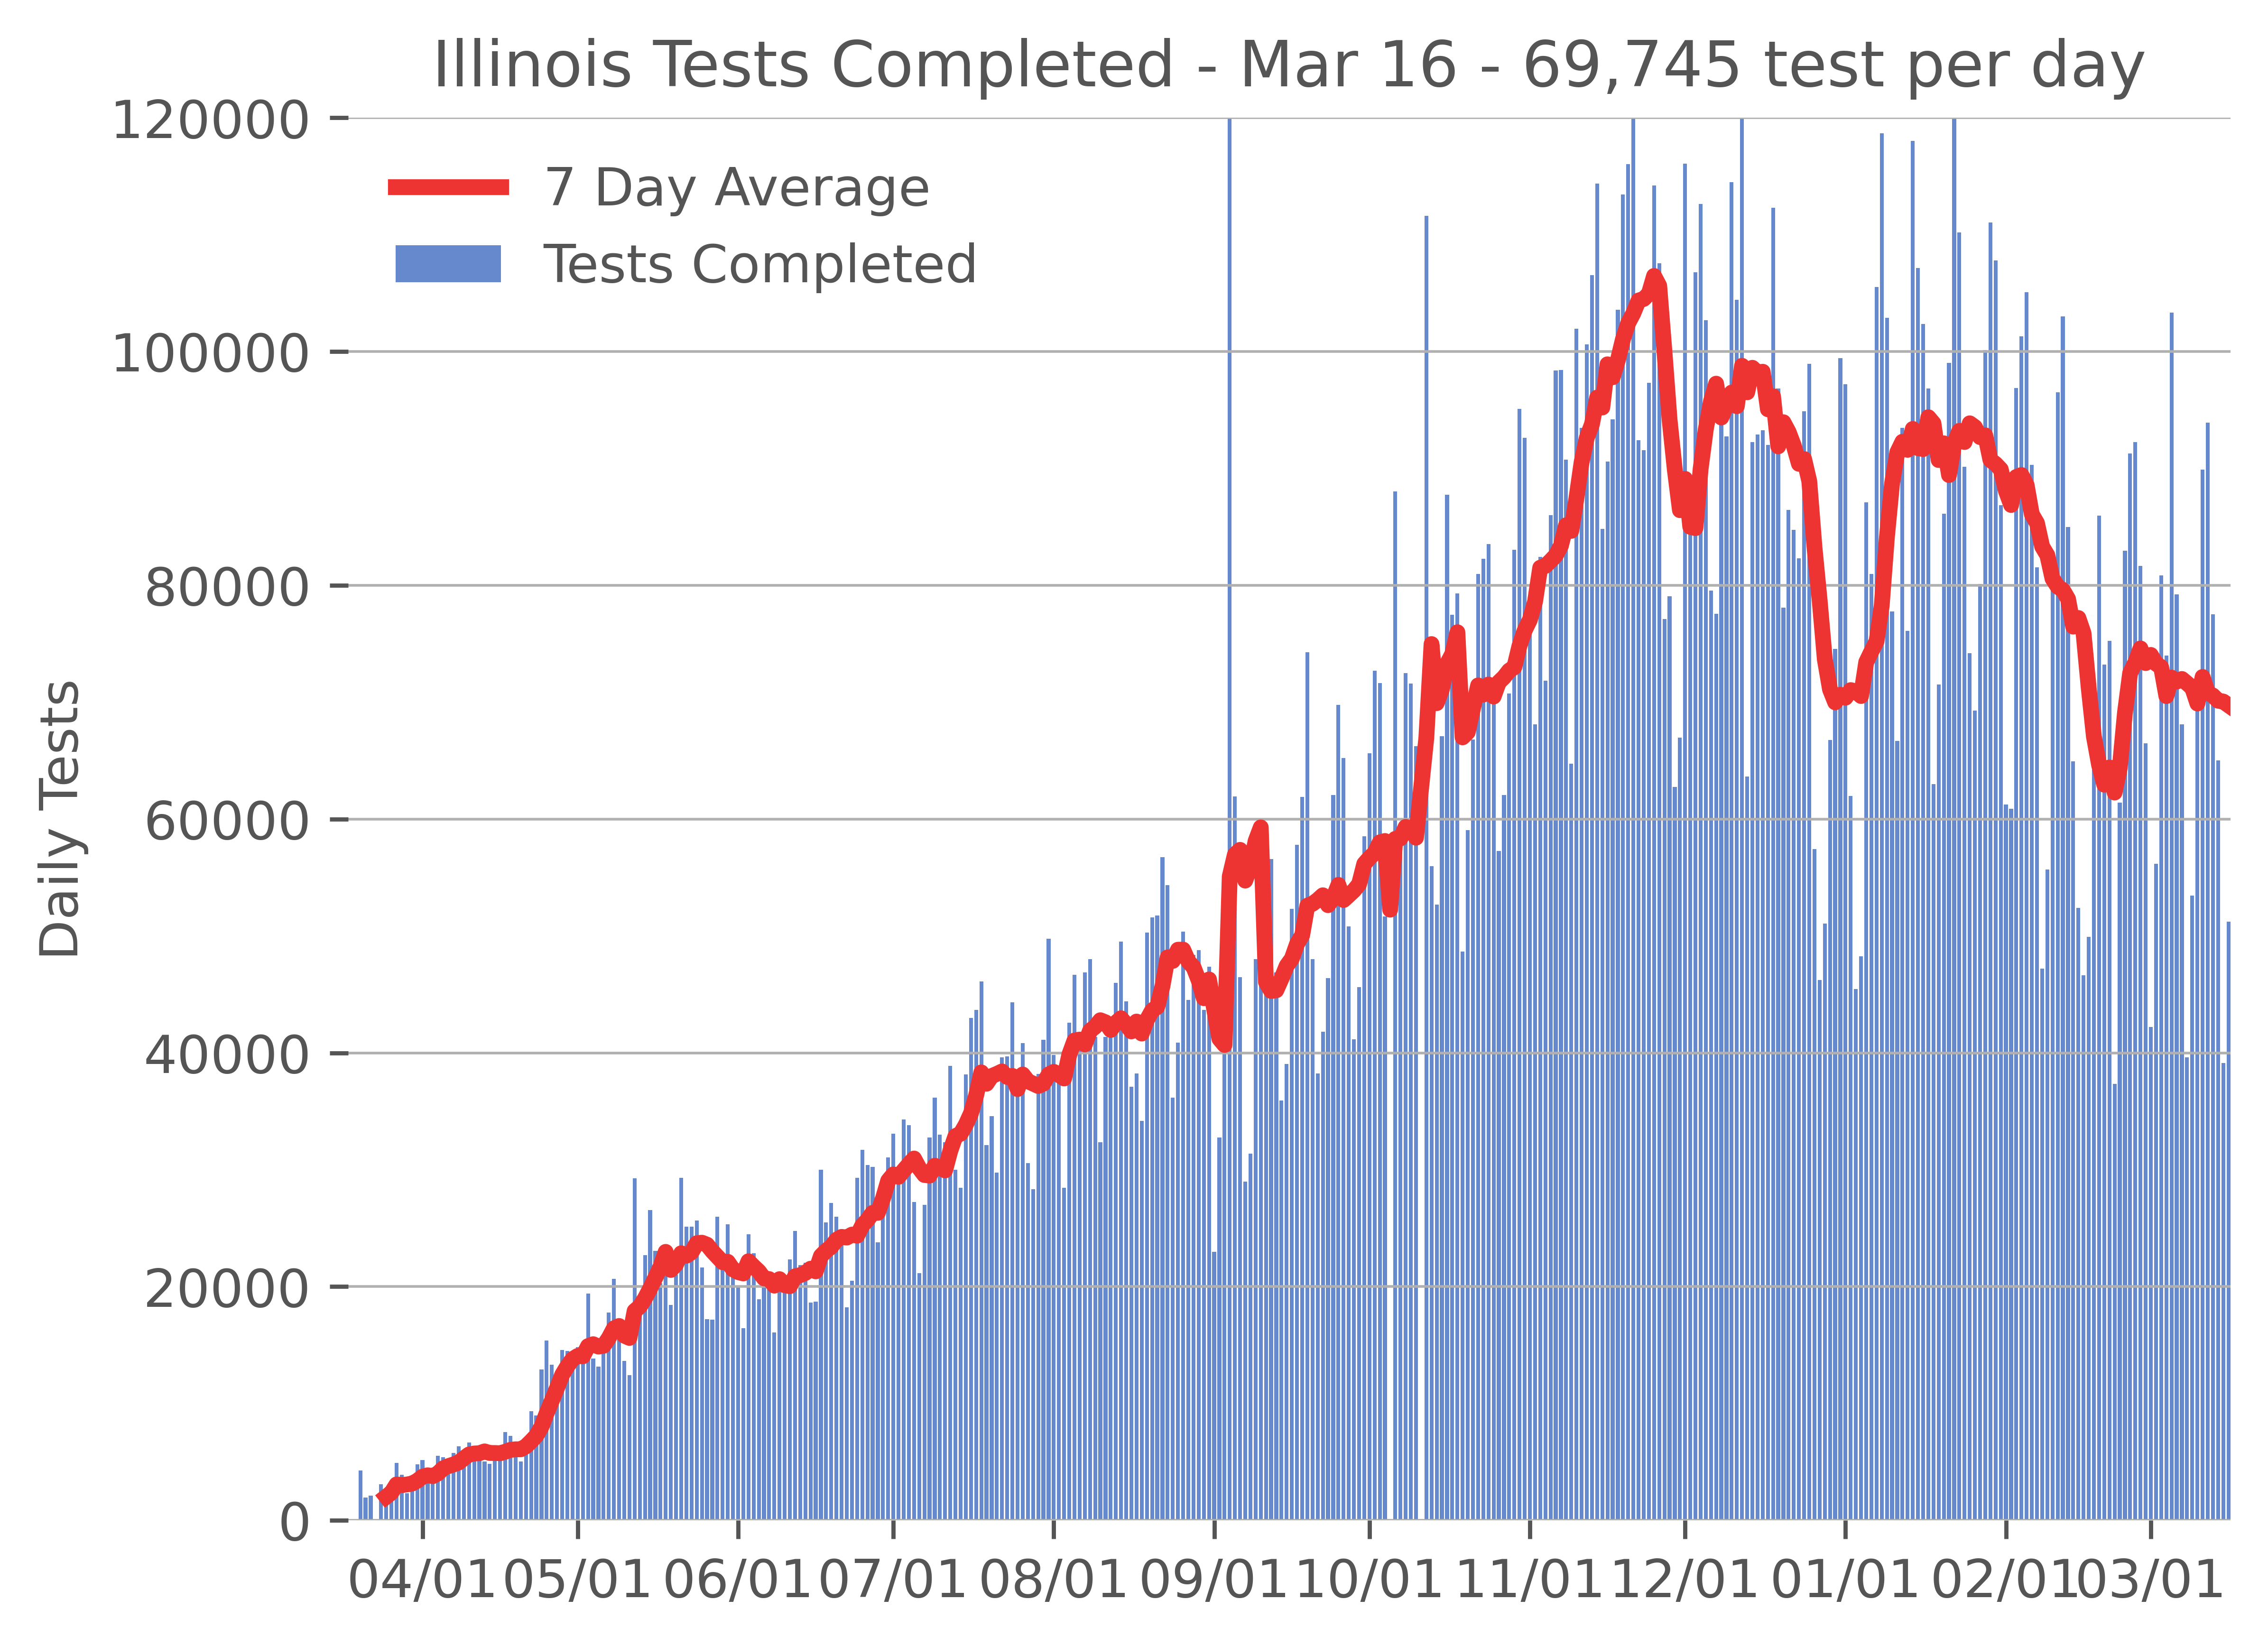 Illinois Tests Completed - Mar 16 - 69,745 test per day
120000
7 Day Average
Tests Completed
100000
80000
Daily Tests
60000
40000
20000
0
04/01 05/01 06/01 07/01 08/01 09/01 10/01 11/01 12/01 01/01 02/01 03/01